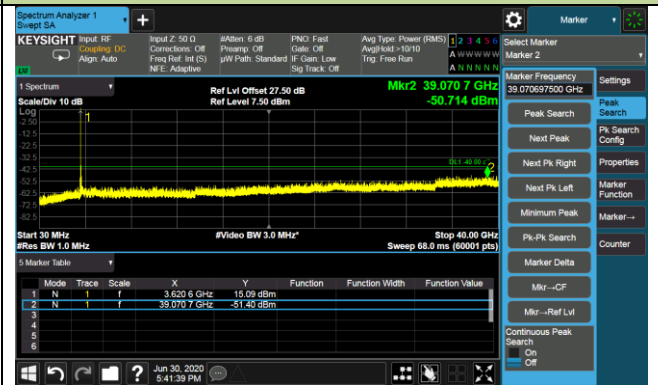 Spectrum Analyzer 1
Swept SA
+
Marker
KEYSIGHT
Input: RF
Coupling: DC
Align: Auto
Input Z: 50 Ω
Corrections: Off
Freq Ref: Int (S)
NFE: Adaptive
#Atten: 6 dB
Preamp: Off
µW Path: Standard
PNO: Fast
Gate: Off
IF Gain: Low
Sig Track: Off
Avg Type: Power (RMS)
Avg|Hold:>10/10
Trig: Free Run
1 2 3 4 5 6
A W W W W W
A N N N N N
Select Marker
Marker 2
1 Spectrum
Scale/Div 10 dB
Log
Ref Lvl Offset 27.50 dB
Ref Level 7.50 dBm
Mkr2 39.070 7 GHz
-50.714 dBm
-2.50
-12.5
-22.5
-32.5
-42.5
-52.5
-62.5
-72.5
-82.5
1
2
Start 30 MHz
#Res BW 1.0 MHz
#Video BW 3.0 MHz*
Stop 40.00 GHz
Sweep 68.0 ms (60001 pts)
5 Marker Table
Mode Trace Scale X Y Function Function Width Function Value
1 N 1 f 3.620 6 GHz 15.09 dBm
2 N 1 f 39.070 7 GHz -51.40 dBm
3
4
5
6
Marker Frequency
39.070697500 GHz
Peak Search
Next Peak
Next Pk Right
Next Pk Left
Minimum Peak
Pk-Pk Search
Marker Delta
Mkr→CF
Mkr→Ref Lvl
Continuous Peak
Search
On
Off
Settings
Peak
Search
Pk Search
Config
Properties
Marker
Function
Marker→
Counter
?
Jun 30, 2020
5:41:39 PM